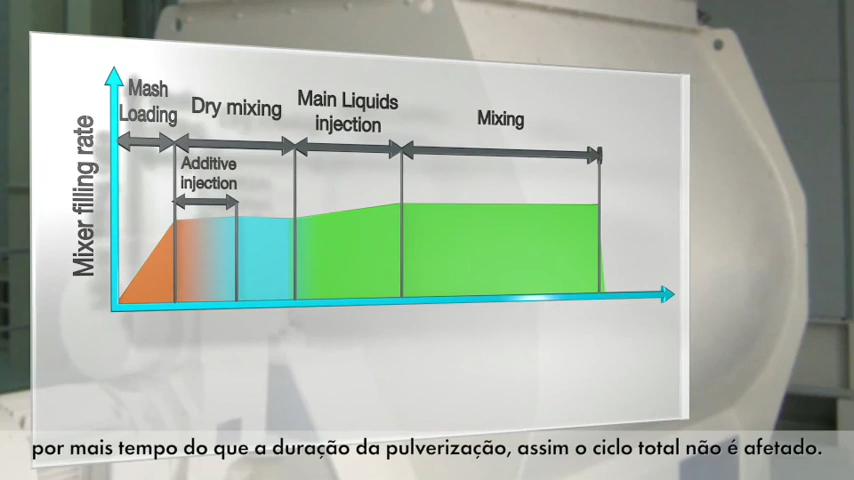 Mash
Loading
Dry mixing
Main Liquids
injection
Mixing
Additive
injection
Mixer filling rate
por mais tempo do que a duração da pulverização, assim o ciclo total não é afetado.